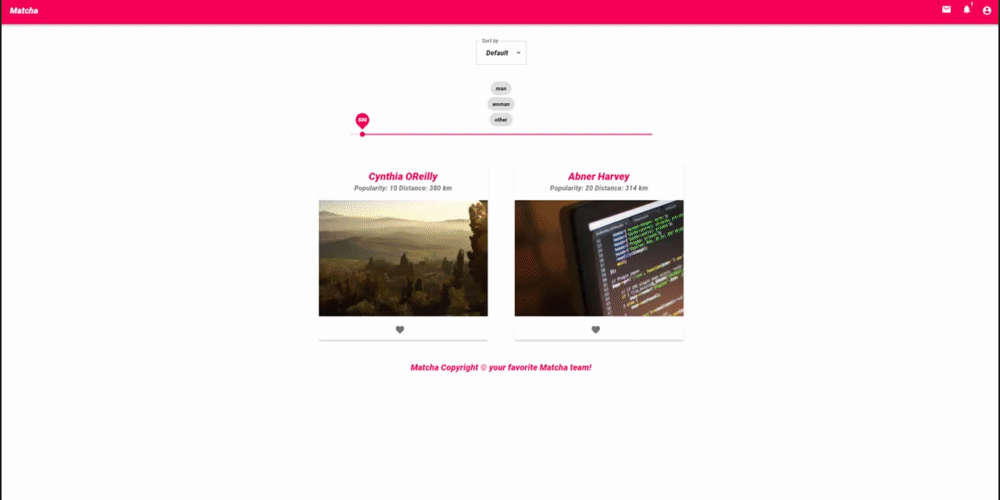 Matcha
Sort by
Default
man
woman
other
500
Cynthia OReilly
Popularity: 10 Distance: 380 km
Abner Harvey
Popularity: 20 Distance: 314 km
Matcha Copyright © your favorite Matcha team!